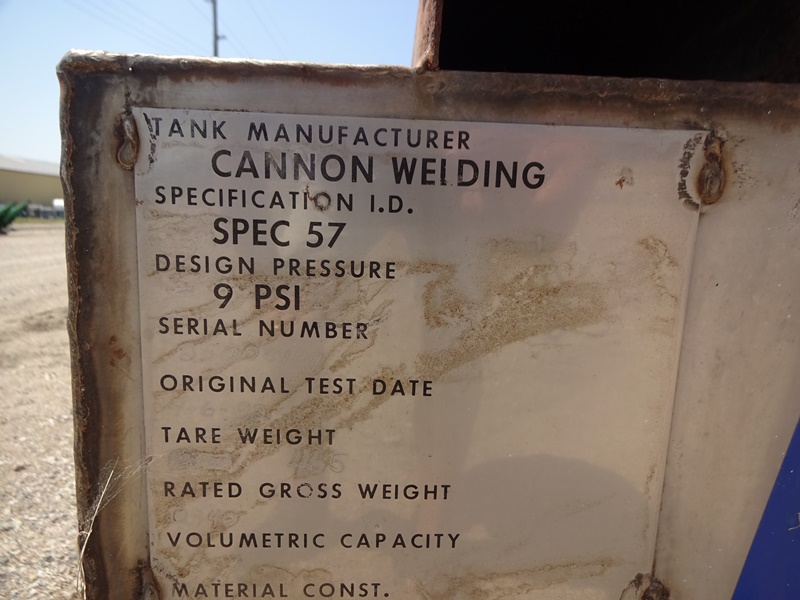 TANK MANUFACTURER
CANNON WELDING
SPECIFICATION I.D.
SPEC 57
DESIGN PRESSURE
9 PSI
SERIAL NUMBER
ORIGINAL TEST DATE
TARE WEIGHT
RATED GROSS WEIGHT
VOLUMETRIC CAPACITY
MATERIAL CONST.